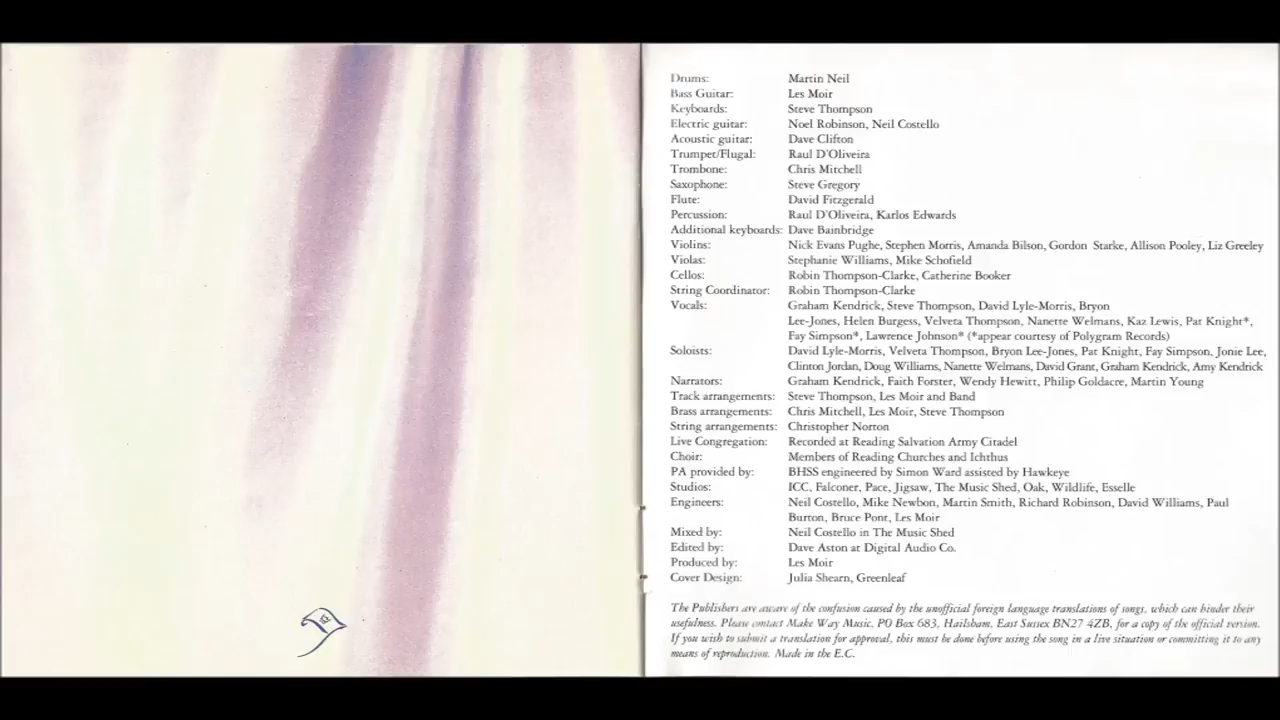 Drums: Martin Neil
Bass Guitar: Les Moir
Keyboards: Steve Thompson
Electric guitar: Noel Robinson, Neil Costello
Acoustic guitar: Dave Clifton
Trumpet/Flugal: Raul D'Oliveira
Trombone: Chris Mitchell
Saxophone: Steve Gregory
Flute: David Fitzgerald
Percussion: Raul D'Oliveira, Karlos Edwards
Additional keyboards: Dave Bainbridge
Violins: Nick Evans Pughe, Stephen Morris, Amanda Bilson, Gordon Starke, Allison Pooley, Liz Greeley
Violas: Stephanie Williams, Mike Schofield
Cellos: Robin Thompson-Clarke, Catherine Booker
String Coordinator: Robin Thompson-Clarke
Vocals: Graham Kendrick, Steve Thompson, David Lyle-Morris, Bryon
Lee-Jones, Helen Burgess, Velveta Thompson, Nanette Welmans, Kaz Lewis, Pat Knight*,
Fay Simpson*, Lawrence Johnson* (*appear courtesy of Polygram Records)
Soloists: David Lyle-Morris, Velveta Thompson, Bryon Lee-Jones, Pat Knight, Fay Simpson, Jonie Lee,
Clinton Jordan, Doug Williams, Nanette Welmans, David Grant, Graham Kendrick, Amy Kendrick
Narrators: Graham Kendrick, Faith Forster, Wendy Hewitt, Philip Goldacre, Martin Young
Track arrangements: Steve Thompson, Les Moir and Band
Brass arrangements: Chris Mitchell, Les Moir, Steve Thompson
String arrangements: Christopher Norton
Live Congregation: Recorded at Reading Salvation Army Citadel
Choir: Members of Reading Churches and Ichthus
PA provided by: BHSS engineered by Simon Ward assisted by Hawkeye
Studios: ICC, Falconer, Pace, Jigsaw, The Music Shed, Oak, Wildlife, Esselle
Engineers: Neil Costello, Mike Newbon, Martin Smith, Richard Robinson, David Williams, Paul
Burton, Bruce Pont, Les Moir
Mixed by: Neil Costello in The Music Shed
Edited by: Dave Aston at Digital Audio Co.
Produced by: Les Moir
Cover Design: Julia Shearn, Greenleaf
The Publishers are aware of the confusion caused by the unofficial foreign language translations of songs, which can hinder their
usefulness. Please contact Make Way Music, PO Box 683, Hailsham, East Sussex BN27 4ZB, for a copy of the official version.
If you wish to submit a translation for approval, this must be done before using the song in a live situation or committing it to any
means of reproduction. Made in the E.C.